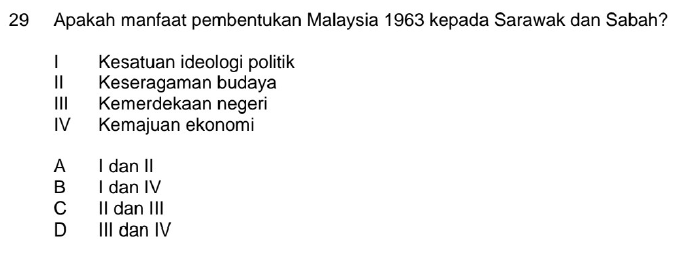 29 Apakah manfaat pembentukan Malaysia 1963 kepada Sarawak dan Sabah?
I Kesatuan ideologi politik
II Keseragaman budaya
III Kemerdekaan negeri
IV Kemajuan ekonomi
A I dan II
B I dan IV
C II dan III
D III dan IV